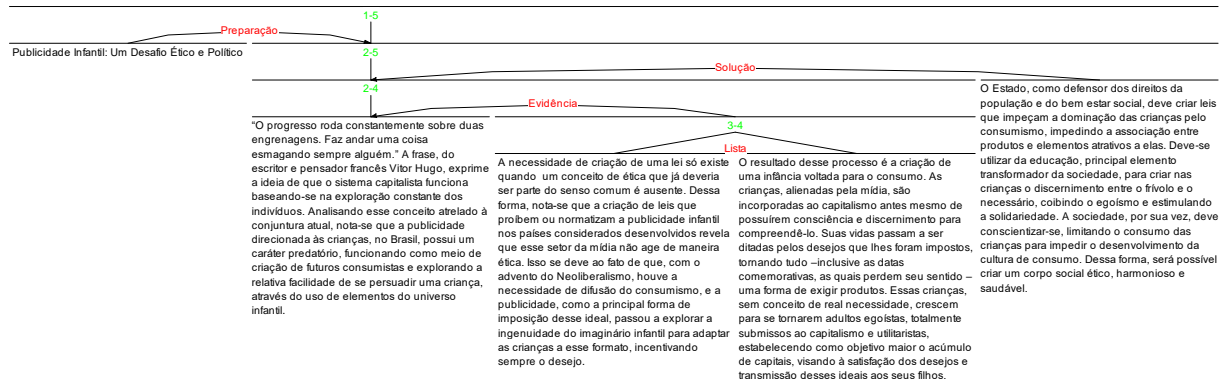 1-5
Preparação
Publicidade Infantil: Um Desafio Ético e Político
2-5
Solução
2-4
Evidência
“O progresso roda constantemente sobre duas
engrenagens. Faz andar uma coisa
esmagando sempre alguém.” A frase, do
escritor e pensador francês Vitor Hugo, exprime
a ideia de que o sistema capitalista funciona
baseando-se na exploração constante dos
indivíduos. Analisando esse conceito atrelado à
conjuntura atual, nota-se que a publicidade
direcionada às crianças, no Brasil, possui um
caráter predatório, funcionando como meio de
criação de futuros consumistas e explorando a
relativa facilidade de se persuadir uma criança,
através do uso de elementos do universo
infantil.
3-4
Lista
A necessidade de criação de uma lei só existe
quando um conceito de ética que já deveria
ser parte do senso comum é ausente. Dessa
forma, nota-se que a criação de leis que
proíbem ou normatizam a publicidade infantil
nos países considerados desenvolvidos revela
que esse setor da mídia não age de maneira
ética. Isso se deve ao fato de que, com o
advento do Neoliberalismo, houve a
necessidade de difusão do consumismo, e a
publicidade, como a principal forma de
imposição desse ideal, passou a explorar a
ingenuidade do imaginário infantil para adaptar
as crianças a esse formato, incentivando
sempre o desejo.
O resultado desse processo é a criação de
uma infância voltada para o consumo. As
crianças, alienadas pela mídia, são
incorporadas ao capitalismo antes mesmo de
possuírem consciência e discernimento para
compreendê-lo. Suas vidas passam a ser
ditadas pelos desejos que lhes foram impostos,
tornando tudo –inclusive as datas
comemorativas, as quais perdem seu sentido –
uma forma de exigir produtos. Essas crianças,
sem conceito de real necessidade, crescem
para se tornarem adultos egoístas, totalmente
submissos ao capitalismo e utilitaristas,
estabelecendo como objetivo maior o acúmulo
de capitais, visando à satisfação dos desejos e
transmissão desses ideais aos seus filhos.
O Estado, como defensor dos direitos da
população e do bem estar social, deve criar leis
que impeçam a dominação das crianças pelo
consumismo, impedindo a associação entre
produtos e elementos atrativos a elas. Deve-se
utilizar da educação, principal elemento
transformador da sociedade, para criar nas
crianças o discernimento entre o frívolo e o
necessário, coibindo o egoísmo e estimulando
a solidariedade. A sociedade, por sua vez, deve
conscientizar-se, limitando o consumo das
crianças para impedir o desenvolvimento da
cultura de consumo. Dessa forma, será possível
criar um corpo social ético, harmonioso e
saudável.